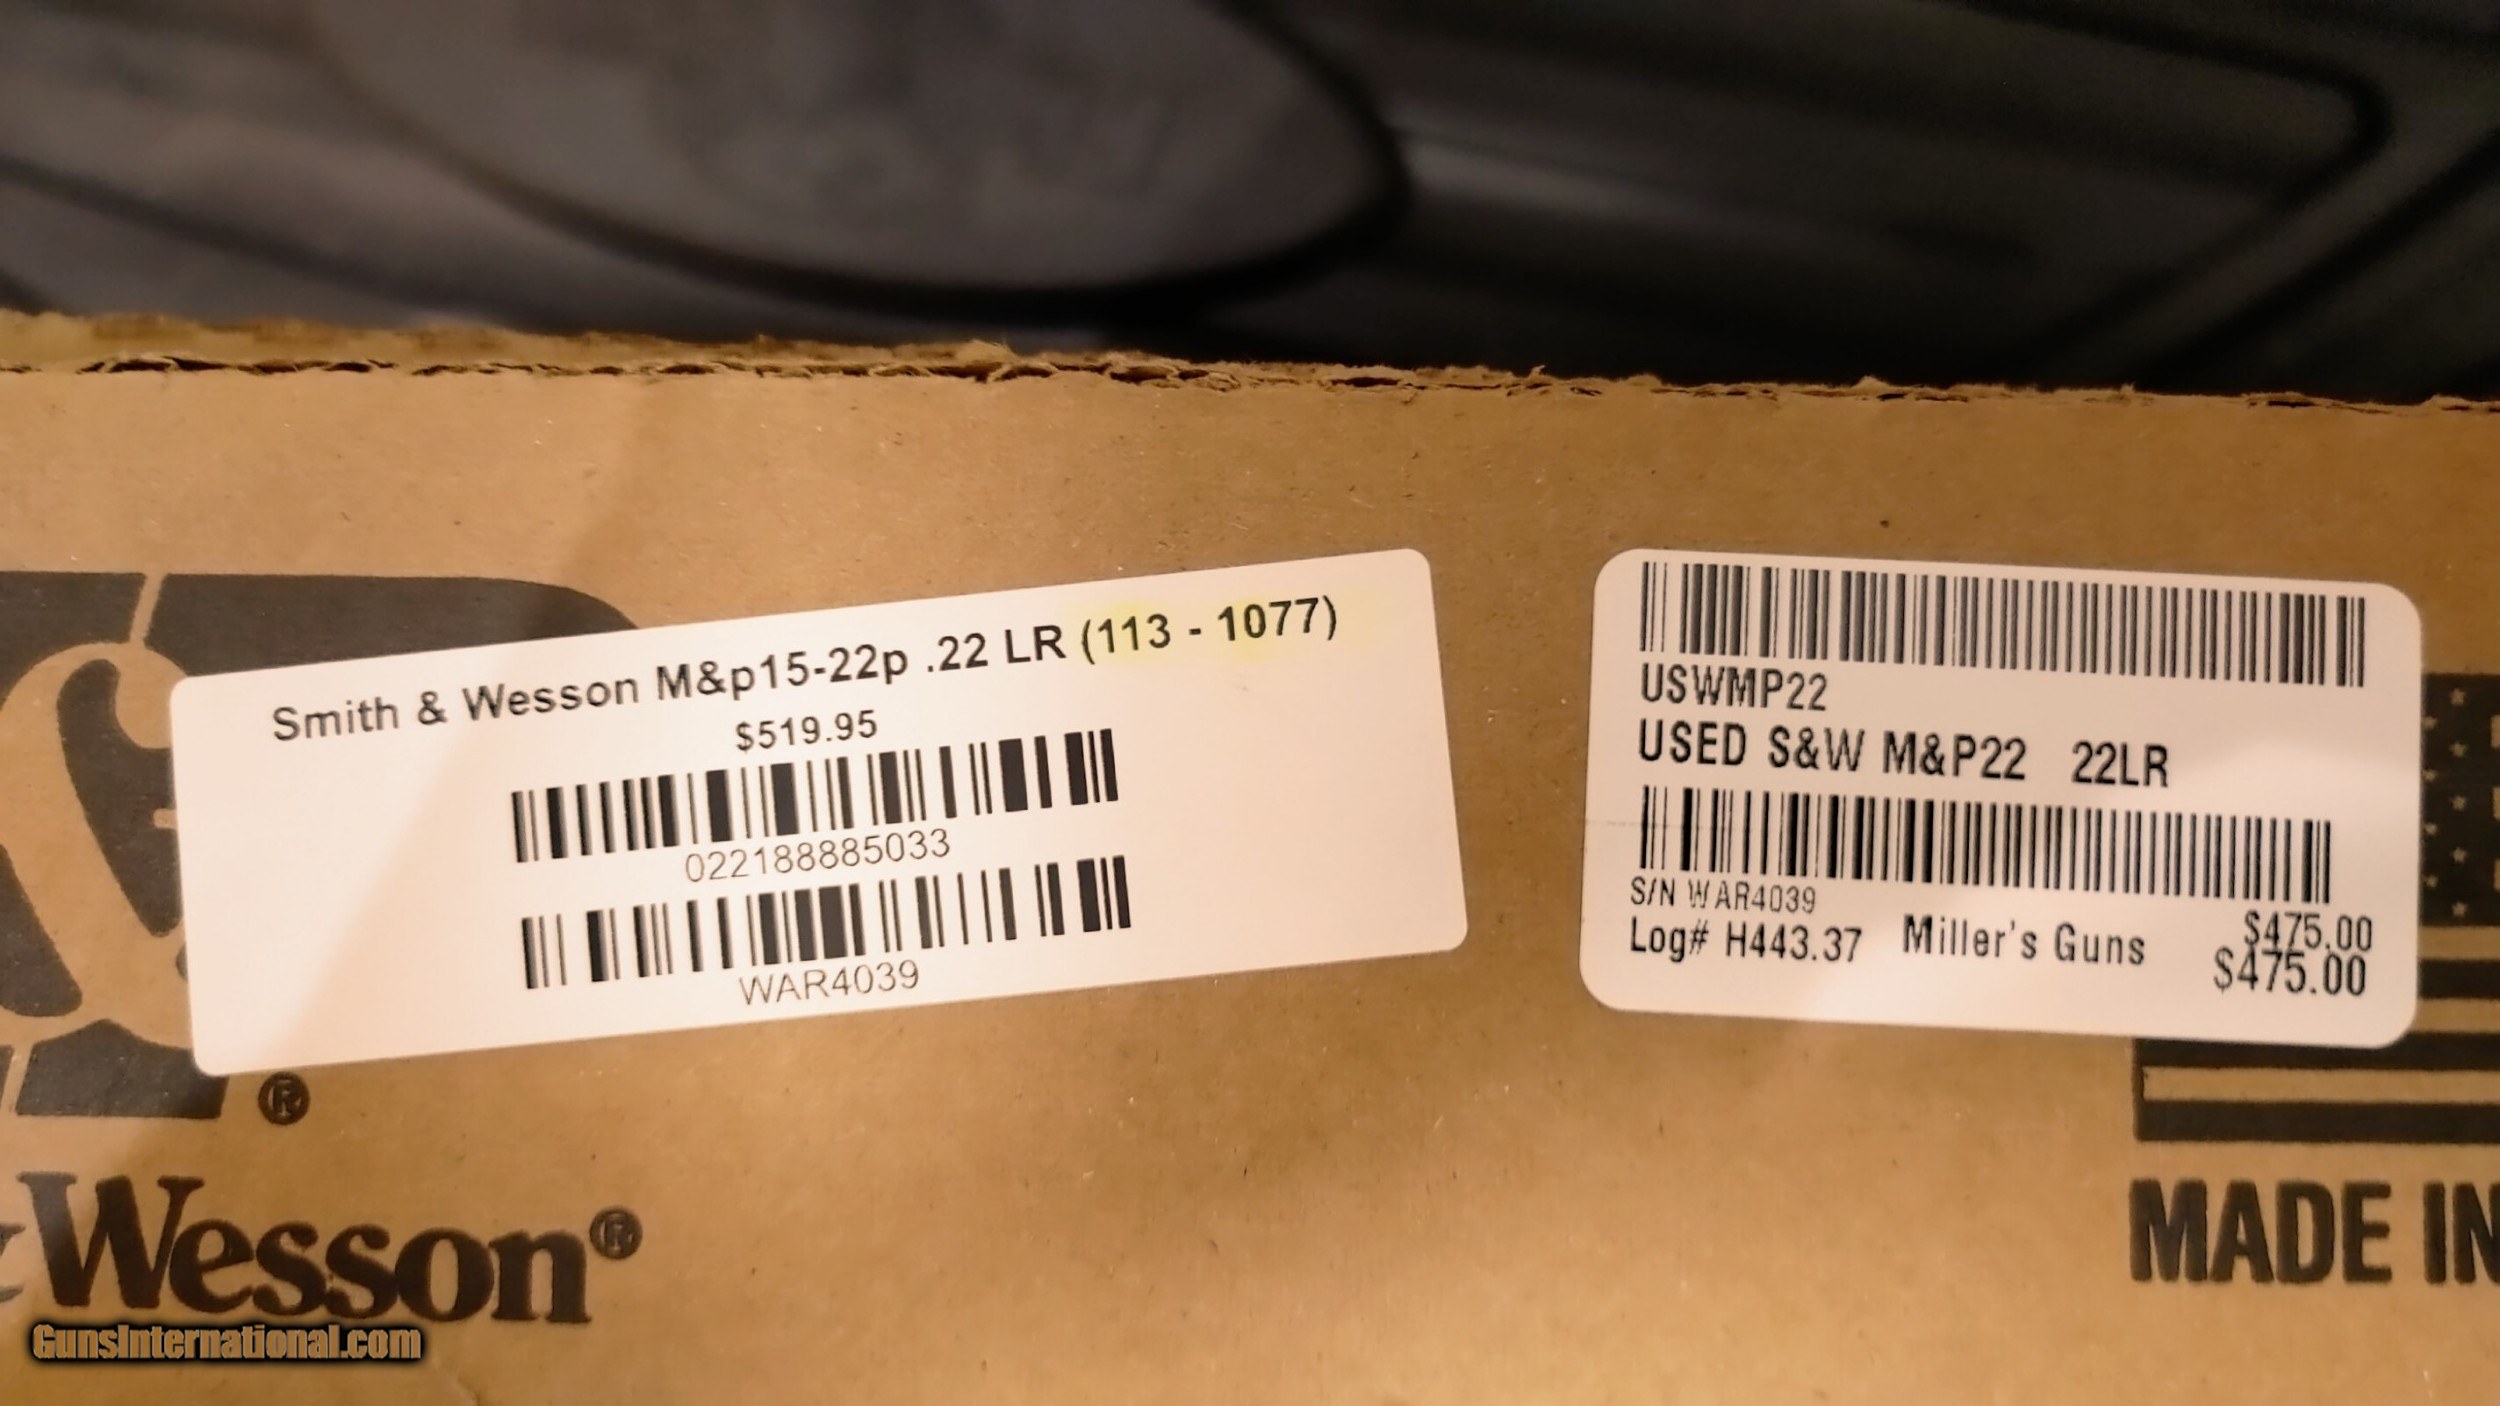 Smith & Wesson M&p15-22p .22 LR (113 - 1077)
$519.95
022188885033
WAR4039
USWMP22
USED S&W M&P22 22LR
S/N WAR4039
$475.00
Log# H443.37 Miller's Guns
$475.00
®
Wesson®
MADE IN
GunsInternational.com